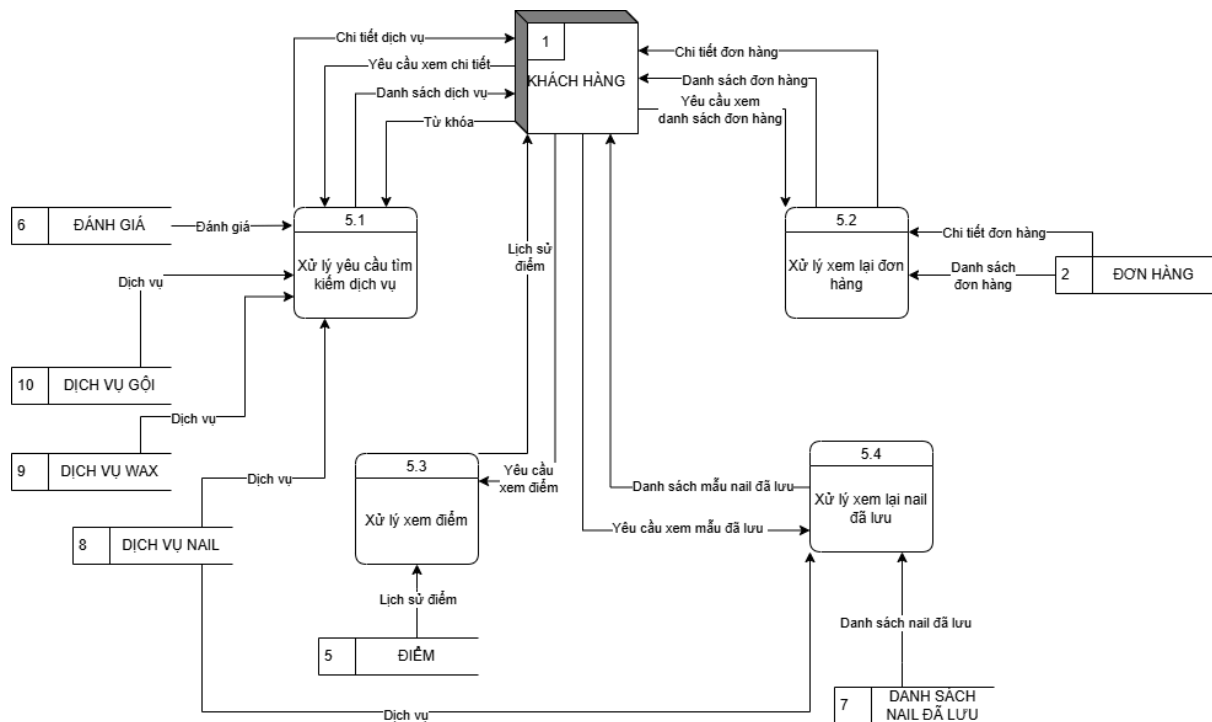 Chi tiết dịch vụ
Yêu cầu xem chi tiết
Danh sách dịch vụ
Từ khóa
1
KHÁCH HÀNG
Chi tiết đơn hàng
Danh sách đơn hàng
Yêu cầu xem
danh sách đơn hàng
6
ĐÁNH GIÁ
Đánh giá
5.1
Xử lý yêu cầu tìm
kiếm dịch vụ
Lịch sử
điểm
5.2
Xử lý xem lại đơn
hàng
Chi tiết đơn hàng
Danh sách
đơn hàng
2
ĐƠN HÀNG
Dịch vụ
10
DỊCH VỤ GỘI
Dịch vụ
9
DỊCH VỤ WAX
Dịch vụ
8
DỊCH VỤ NAIL
5.3
Xử lý xem điểm
Yêu cầu
xem điểm
Danh sách mẫu nail đã lưu
Yêu cầu xem mẫu đã lưu
5.4
Xử lý xem lại nail
đã lưu
Lịch sử điểm
5
ĐIỂM
Danh sách nail đã lưu
Dịch vụ
7
DANH SÁCH
NAIL ĐÃ LƯU